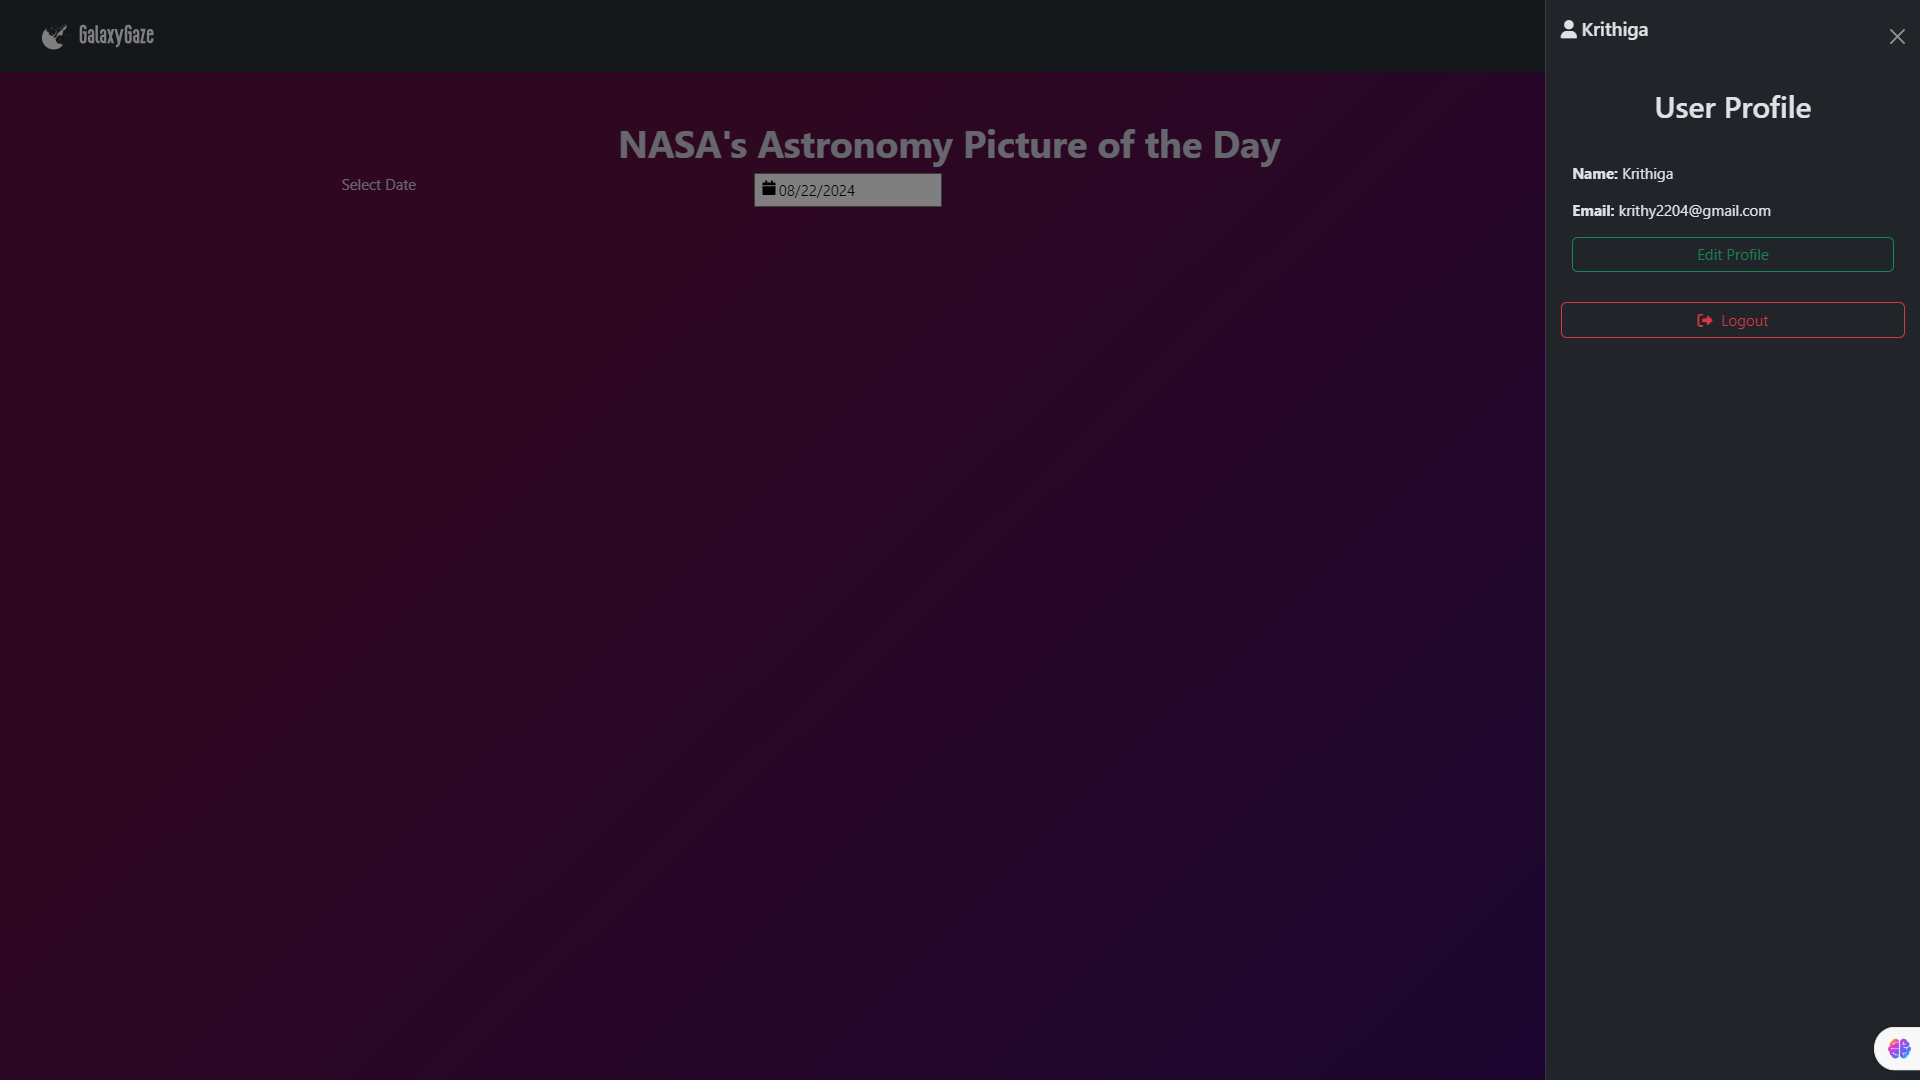 GalaxyGaze
NASA's Astronomy Picture of the Day
Select Date
08/22/2024
Krithiga
User Profile
Name: Krithiga
Email: krithy2204@gmail.com
Edit Profile
Logout